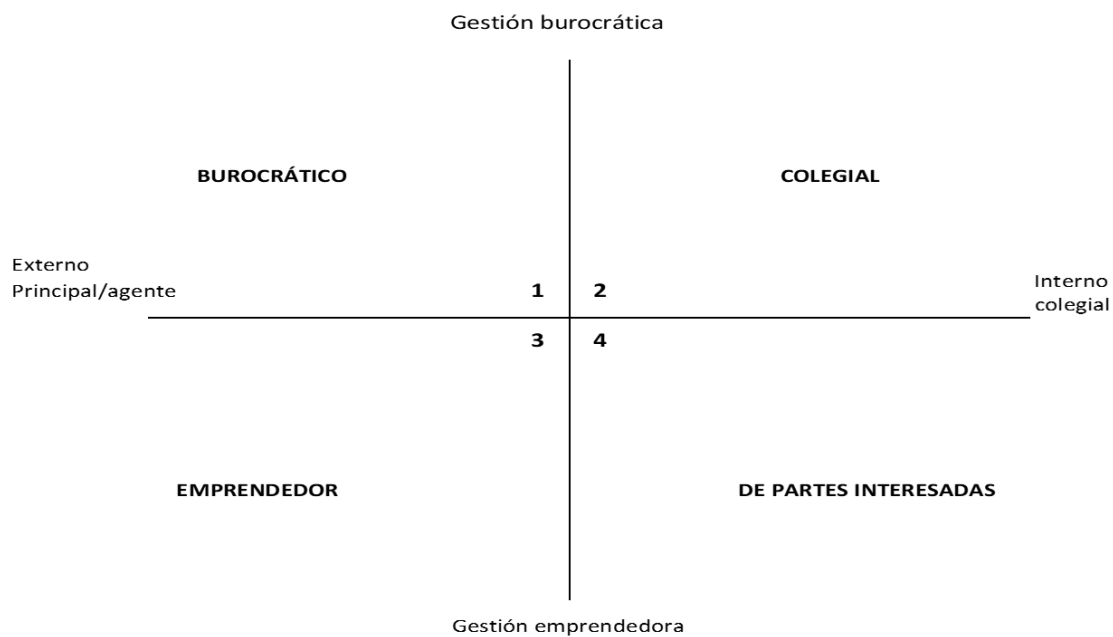 Gestión burocrática
BUROCRÁTICO
COLEGIAL
Externo
Principal/agente
1
2
Interno
colegial
3
4
EMPRENDEDOR
DE PARTES INTERESADAS
Gestión emprendedora